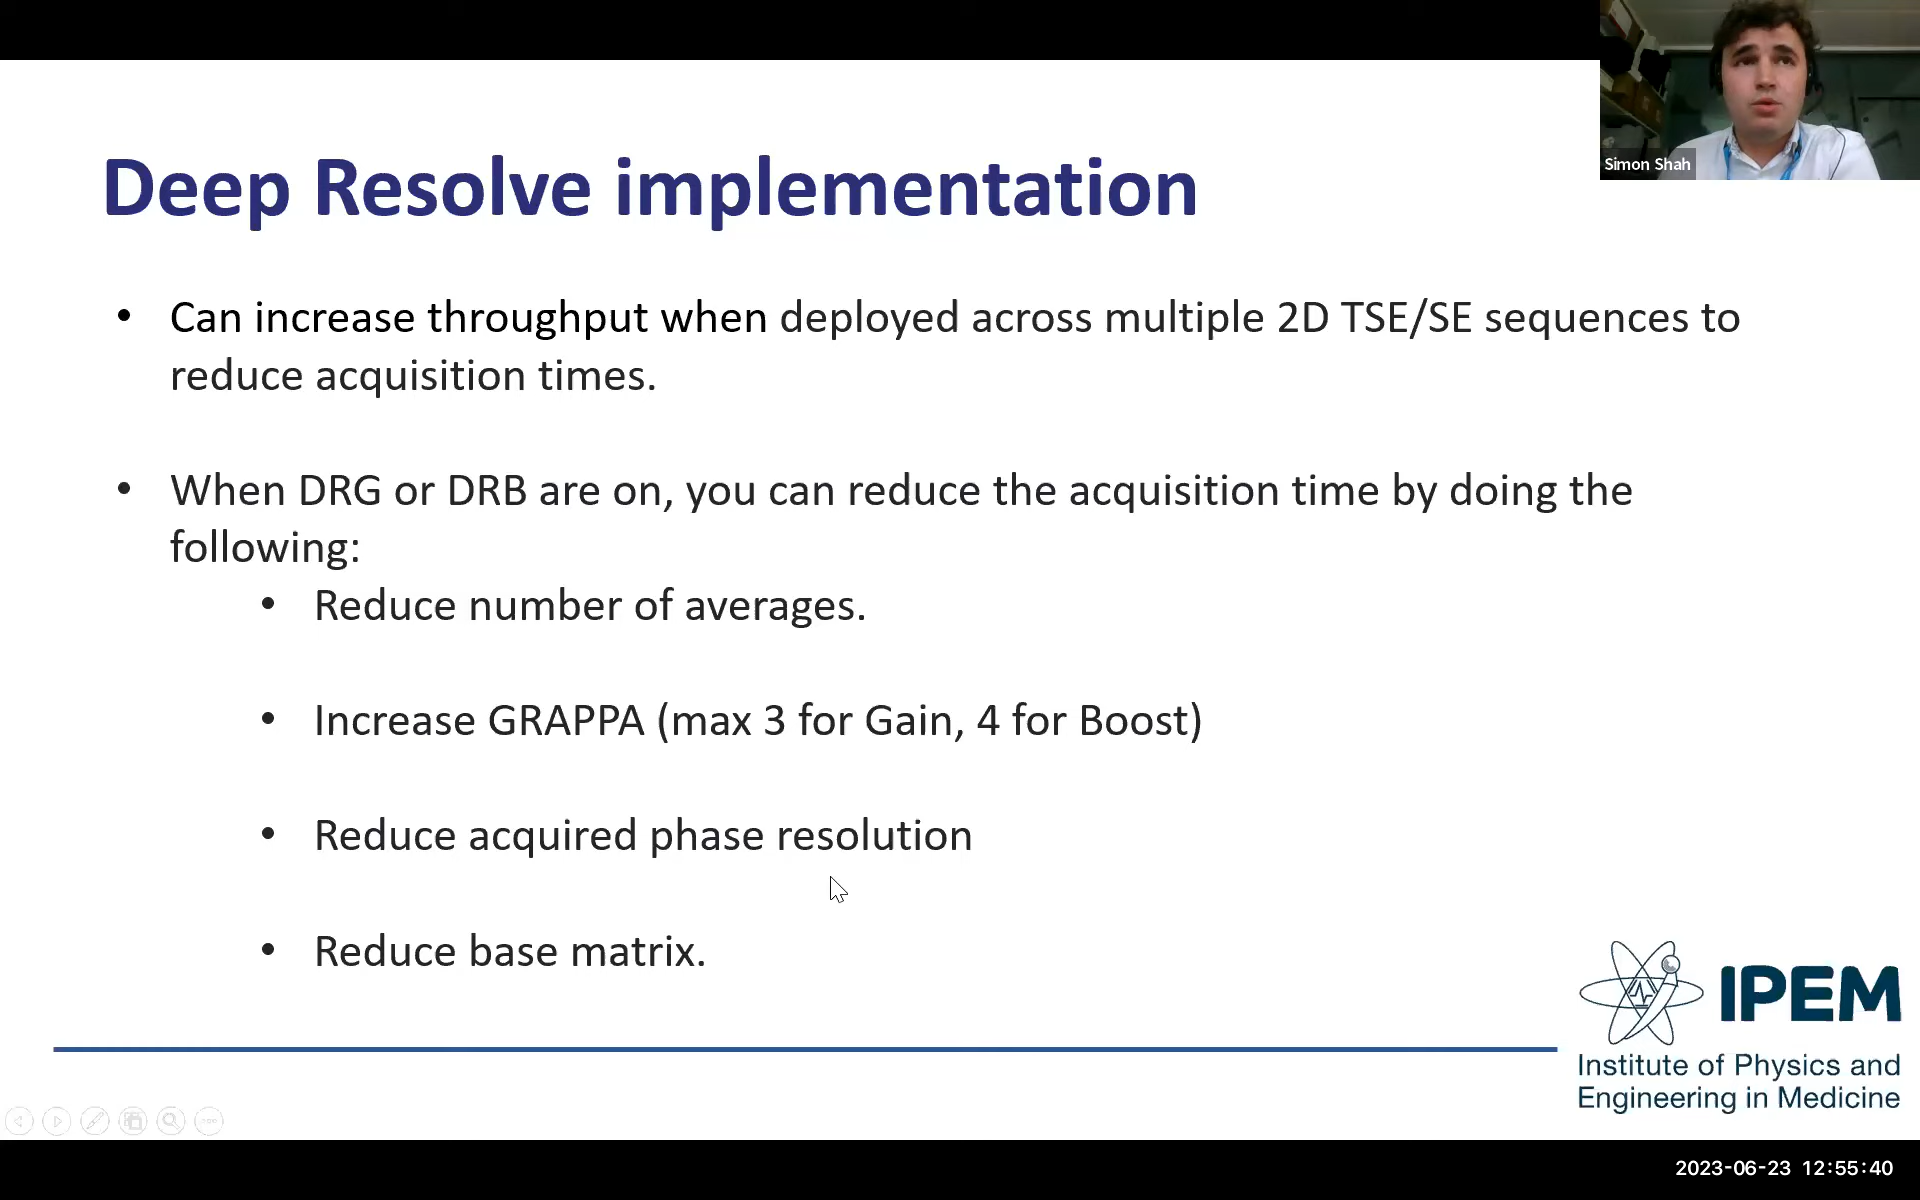 Simon Shah
Deep Resolve implementation
• Can increase throughput when deployed across multiple 2D TSE/SE sequences to
reduce acquisition times.
• When DRG or DRB are on, you can reduce the acquisition time by doing the
following:
• Reduce number of averages.
• Increase GRAPPA (max 3 for Gain, 4 for Boost)
• Reduce acquired phase resolution
• Reduce base matrix.
IPEM
Institute of Physics and
Engineering in Medicine
2023-06-23 12:55:40